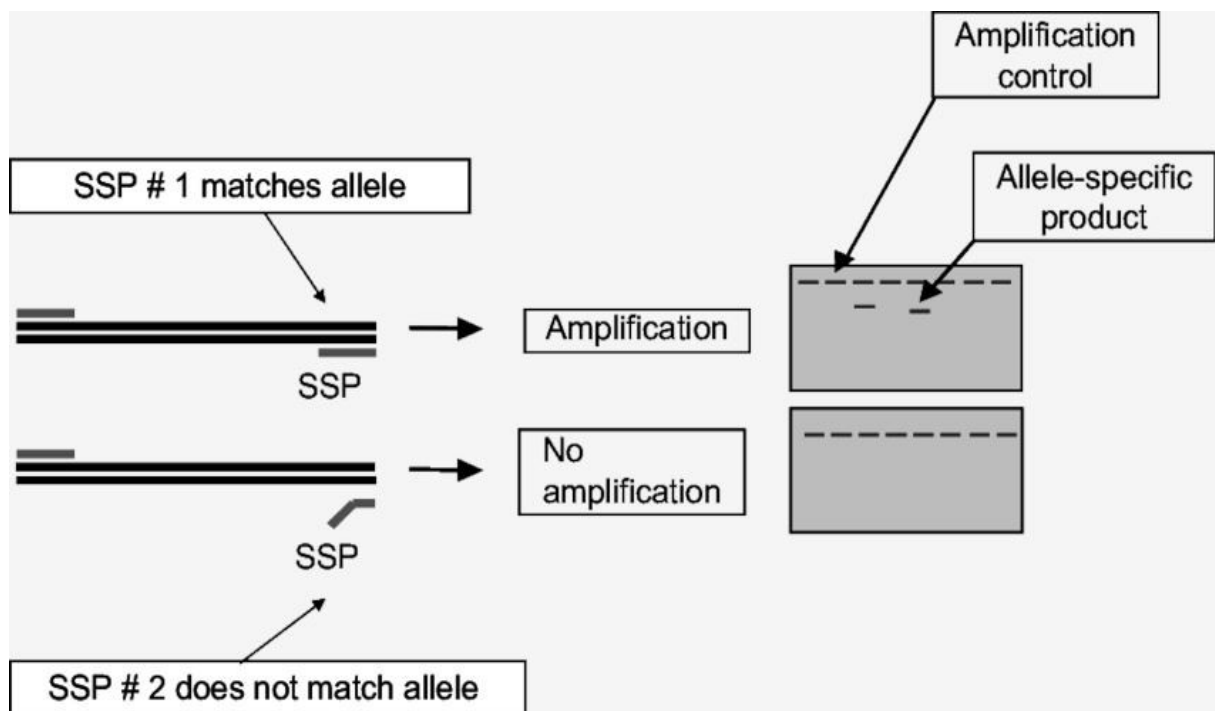 Amplification
control
SSP # 1 matches allele
Allele-specific
product
Amplification
SSP
No
amplification
SSP
SSP # 2 does not match allele